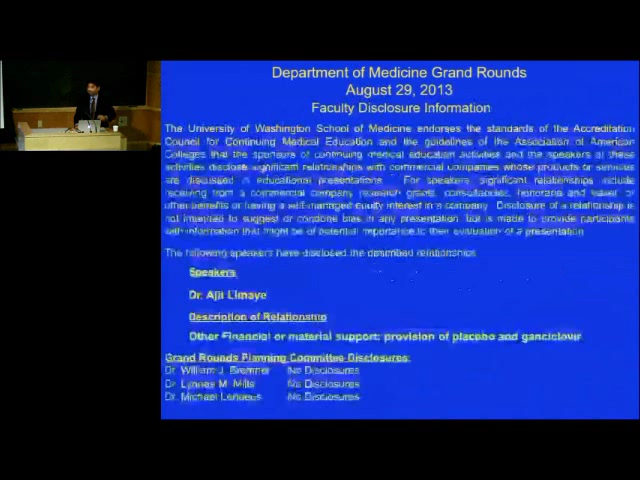 Department of Medicine Grand Rounds
August 29, 2013
Faculty Disclosure Information
The University of Washington School of Medicine endorses the standards of the Accreditation
Council for Continuing Medical Education and the guidelines of the Association of American
Colleges that the sponsors of continuing medical education activities and the speakers at these
activities disclose significant relationships with commercial companies whose products or services
are discussed in educational presentations. For speakers, significant relationships include
receiving from a commercial company research grants, consultancies, honoraria and travel, or
other benefits or having a self-managed equity interest in a company. Disclosure of a relationship is
not intended to suggest or condone bias in any presentation, but is made to provide participants
with information that might be of potential importance to their evaluation of a presentation.
The following speakers have disclosed the described relationships
Speakers
Dr. Ajit Limaye
Description of Relationship
Other Financial or material support: provision of placebo and ganciclovir
Grand Rounds Planning Committee Disclosures:
Dr. William J. Bremner No Disclosures
Dr. Lynnes M. Mills No Disclosures
Dr. Michael No Disclosures